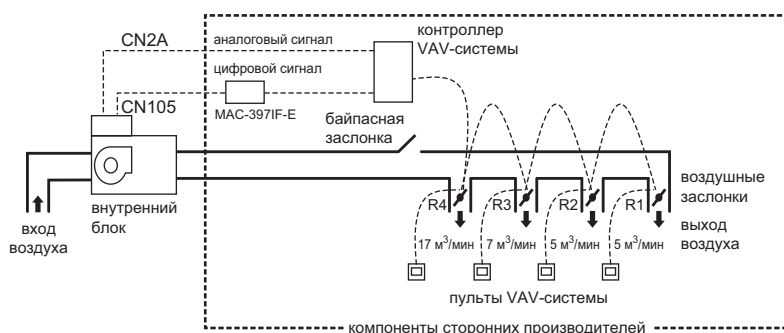 CN2A
аналоговый сигнал
контроллер
VAV-системы
цифровой сигнал
CN105
MAC-397IF-E
байпасная
заслонка
воздушные
заслонки
R4
R3
R2
R1
внутренний
блок
вход
воздуха
выход
воздуха
17 м³/мин
7 м³/мин
5 м³/мин
5 м³/мин
пульты VAV-системы
компоненты сторонних производителей